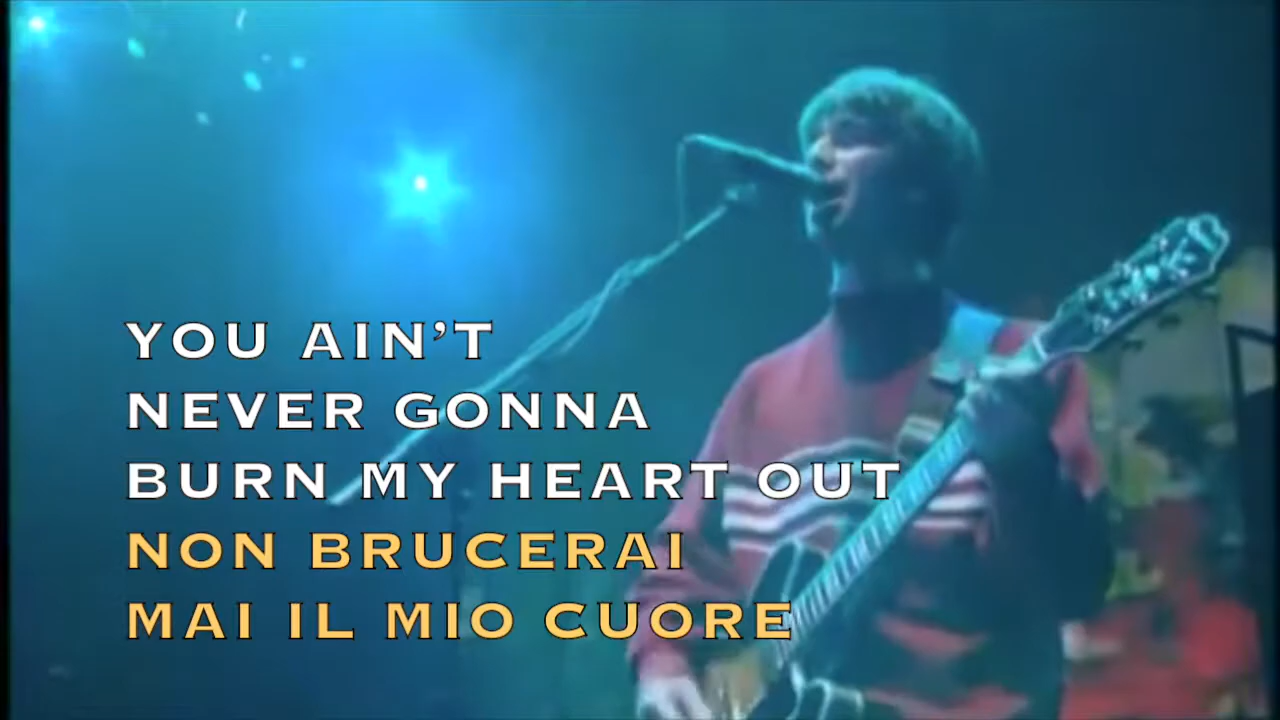 YOU AIN’T
NEVER GONNA
BURN MY HEART OUT
NON BRUCERAI
MAI IL MIO CUORE